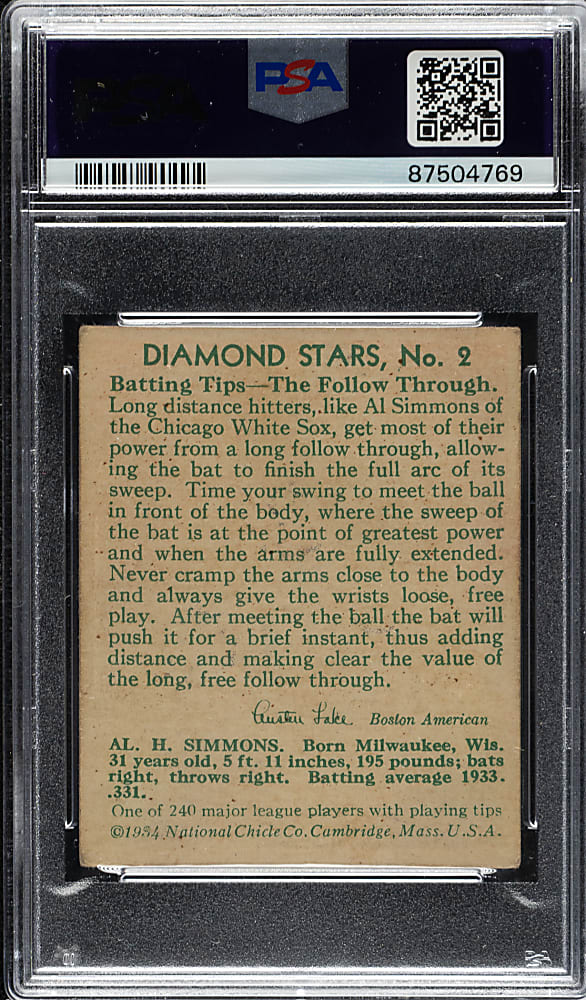 PSA
87504769
DIAMOND STARS, No. 2
Batting Tips—The Follow Through.
Long distance hitters, like Al Simmons of
the Chicago White Sox, get most of their
power from a long follow through, allow-
ing the bat to finish the full arc of its
sweep. Time your swing to meet the ball
in front of the body, where the sweep of
the bat is at the point of greatest power
and when the arms are fully extended.
Never cramp the arms close to the body
and always give the wrists loose, free
play. After meeting the ball the bat will
push it for a brief instant, thus adding
distance and making clear the value of
the long, free follow through.
Austen Lake Boston American
AL. H. SIMMONS. Born Milwaukee, Wis.
31 years old, 5 ft. 11 inches, 195 pounds; bats
right, throws right. Batting average 1933.
.331.
One of 240 major league players with playing tips
©1934 National Chicle Co. Cambridge, Mass. U.S.A.
PSA